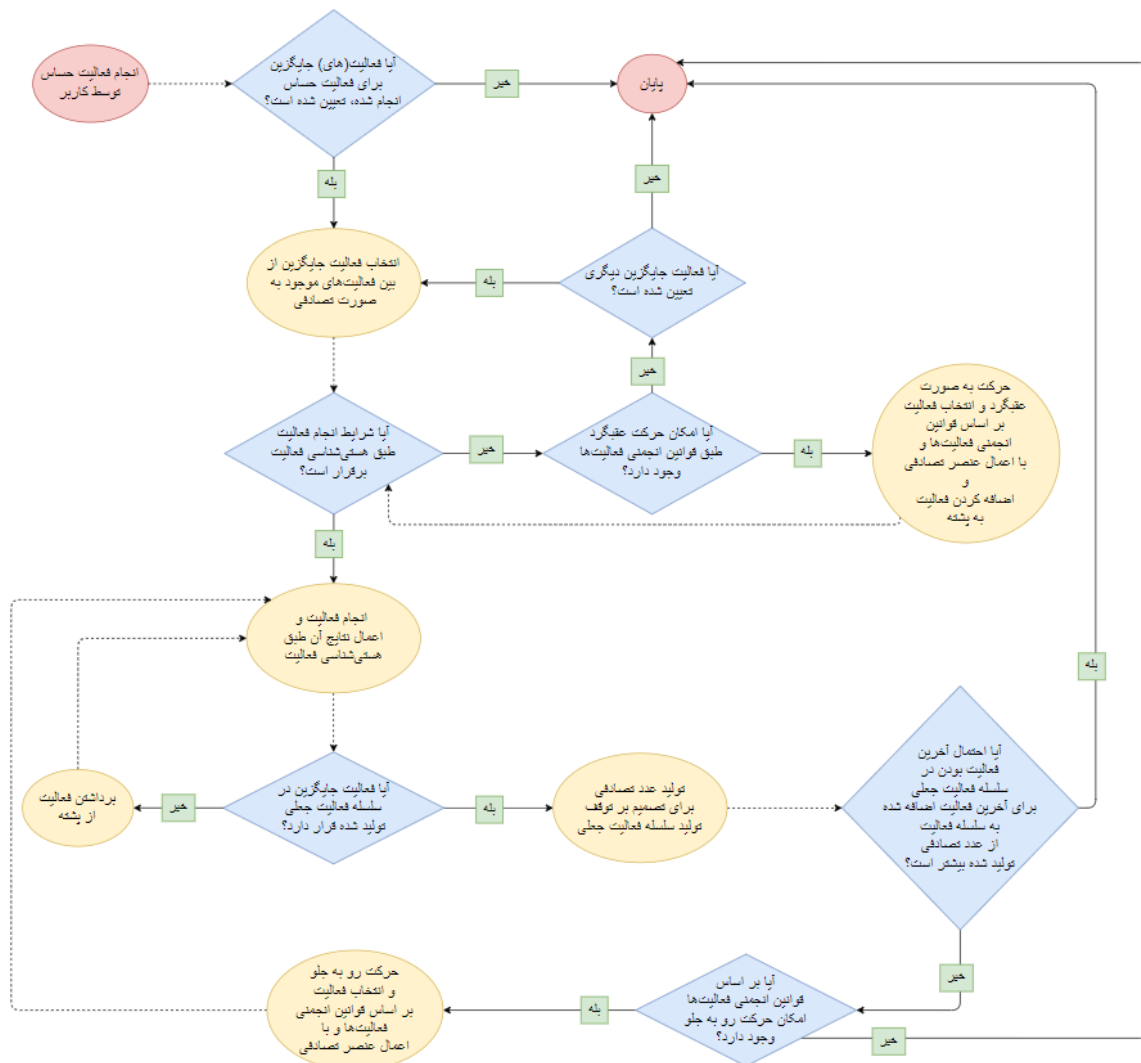 انجام فعالیت حساس
توسط کاربر
آیا فعالیت(های) جایگزین
برای فعالیت حساس
انجام شده، تعیین شده است؟
خیر
پایان
بله
خیر
انتخاب فعالیت جایگزین از
بین فعالیت‌های موجود به
صورت تصادفی
بله
آیا فعالیت جایگزین دیگری
تعیین شده است؟
خیر
آیا شرایط انجام فعالیت
طبق هستی‌شناسی فعالیت
برقرار است؟
خیر
آیا امکان حرکت عقبگرد
طبق قوانین انجمنی فعالیت‌ها
وجود دارد؟
بله
حرکت به صورت
عقبگرد و انتخاب فعالیت
بر اساس قوانین
انجمنی فعالیت‌ها و
با اعمال عنصر تصادفی
و
اضافه کردن فعالیت
به پشته
بله
انجام فعالیت و
اعمال نتایج آن طبق
هستی‌شناسی فعالیت
بله
برداشتن فعالیت
از پشته
خیر
آیا فعالیت جایگزین در
سلسله فعالیت جعلی
تولید شده قرار دارد؟
بله
تولید عدد تصادفی
برای تصمیم بر توقف
تولید سلسله فعالیت جعلی
آیا احتمال آخرین
فعالیت بودن در
سلسله فعالیت جعلی
برای آخرین فعالیت اضافه شده
به سلسله فعالیت
از عدد تصادفی
تولید شده بیشتر است؟
خیر
حرکت رو به جلو
و انتخاب فعالیت
بر اساس قوانین انجمنی
فعالیت‌ها و با
اعمال عنصر تصادفی
بله
آیا بر اساس
قوانین انجمنی فعالیت‌ها
امکان حرکت رو به جلو
وجود دارد؟
خیر